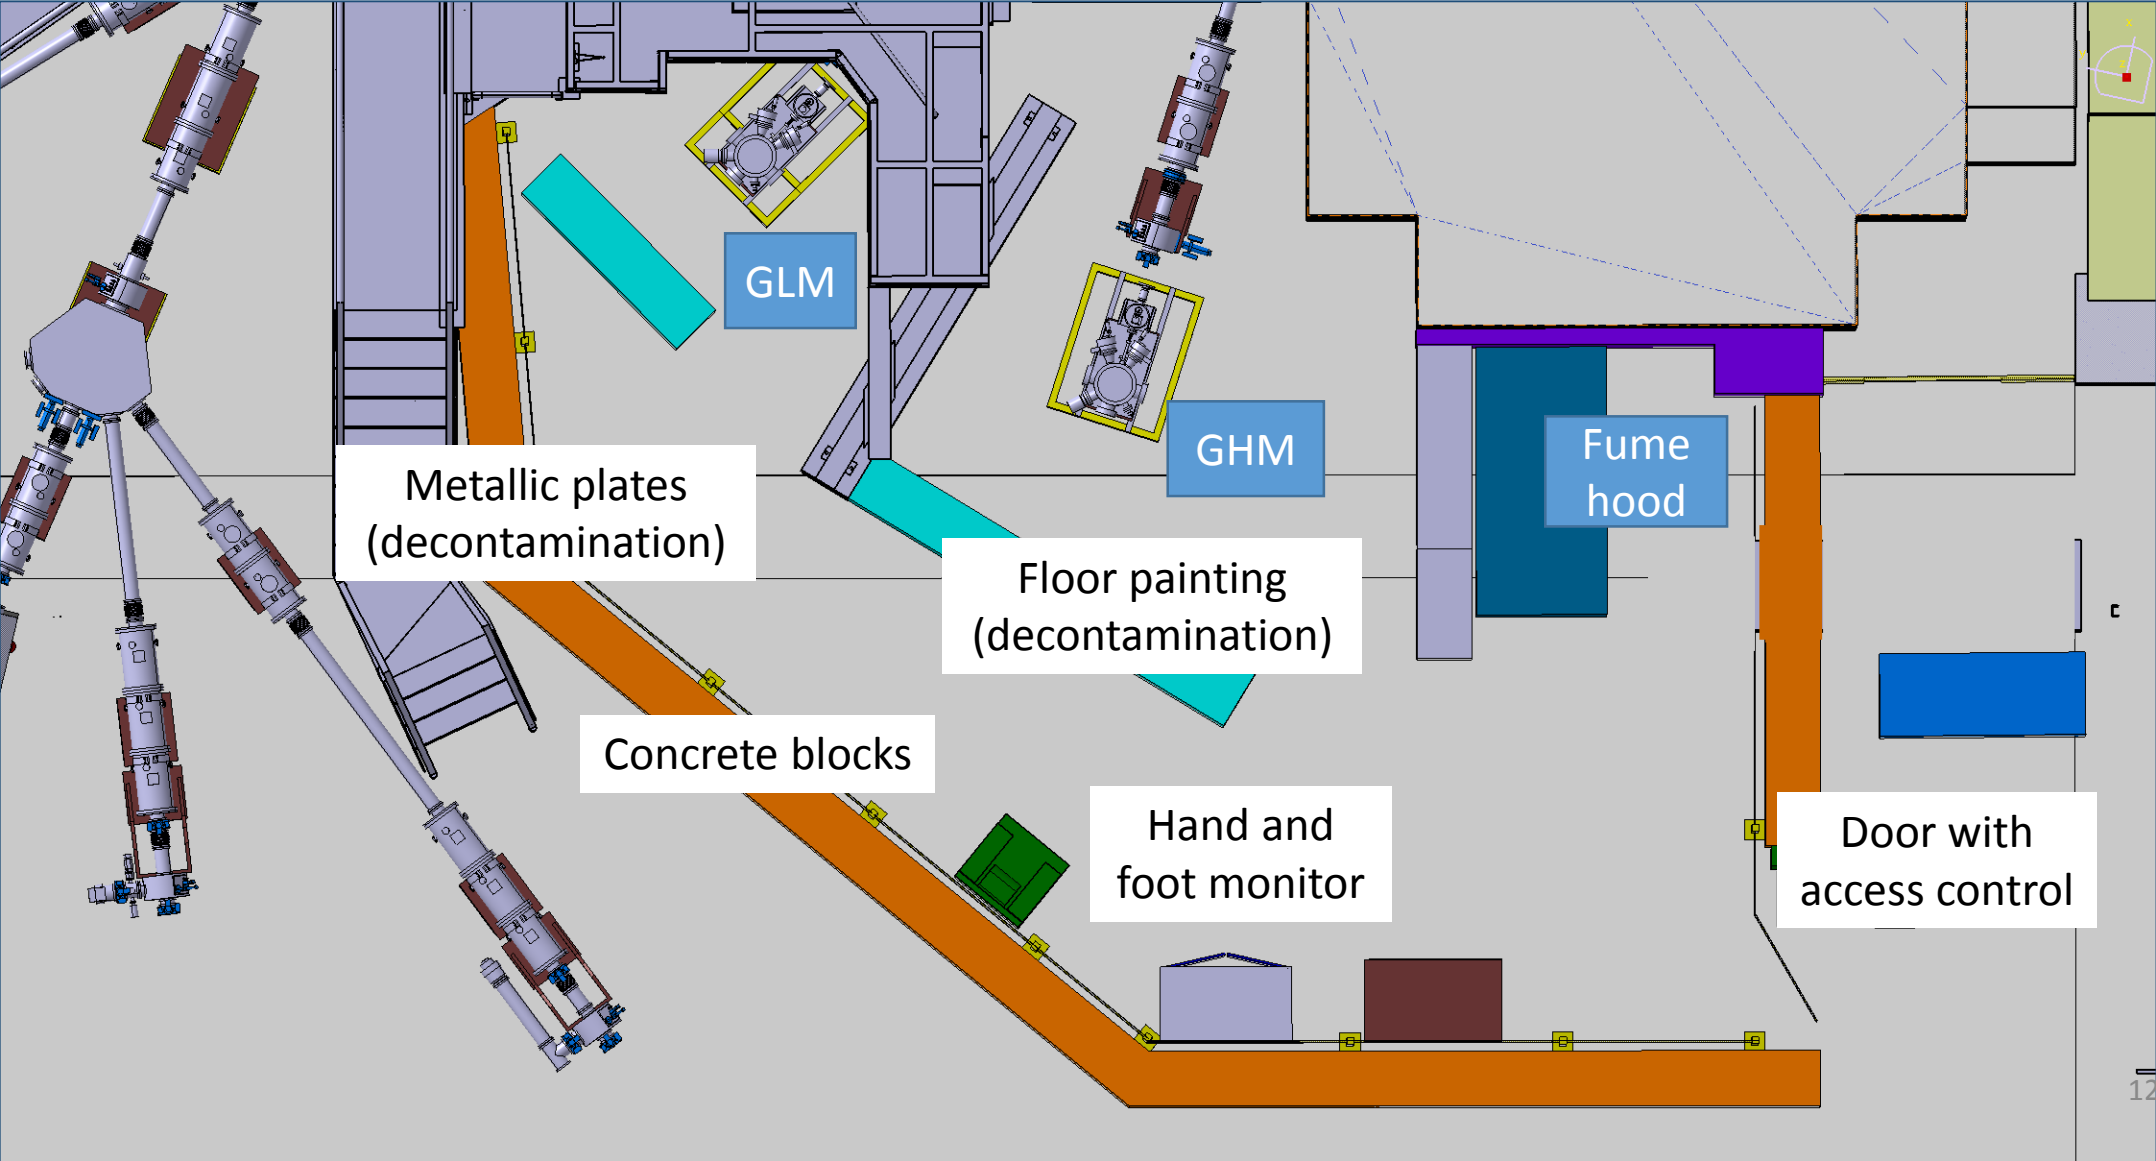 GLM
GHM
Fume
hood
Metallic plates
(decontamination)
Floor painting
(decontamination)
Concrete blocks
Hand and
foot monitor
Door with
access control
12